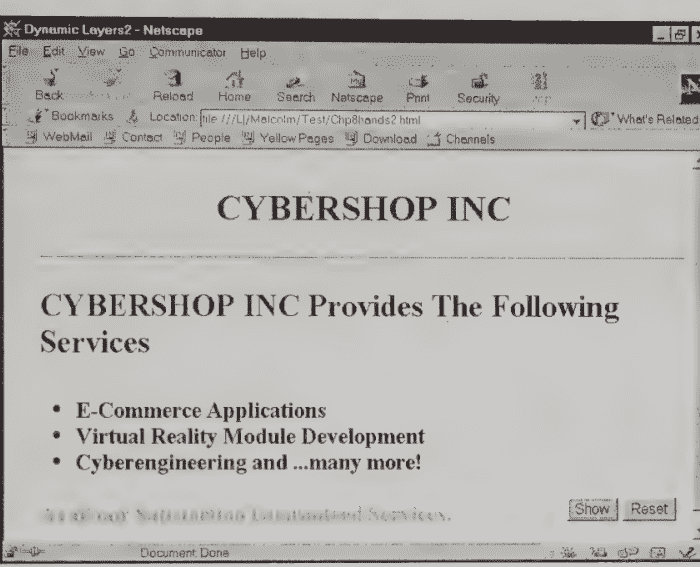 Dynamic Layers2 - Netscape
File Edit View Go Communicator Help
Back Reload Home Search Netscape Print Security
Bookmarks Location: file:///L|/Malcolm/Test/Chp8hands2.html What's Related
WebMail Contact People Yellow Pages Download Channels
CYBERSHOP INC
CYBERSHOP INC Provides The Following
Services
• E-Commerce Applications
• Virtual Reality Module Development
• Cyberengineering and ...many more!
Services.
Show Reset
Document: Done